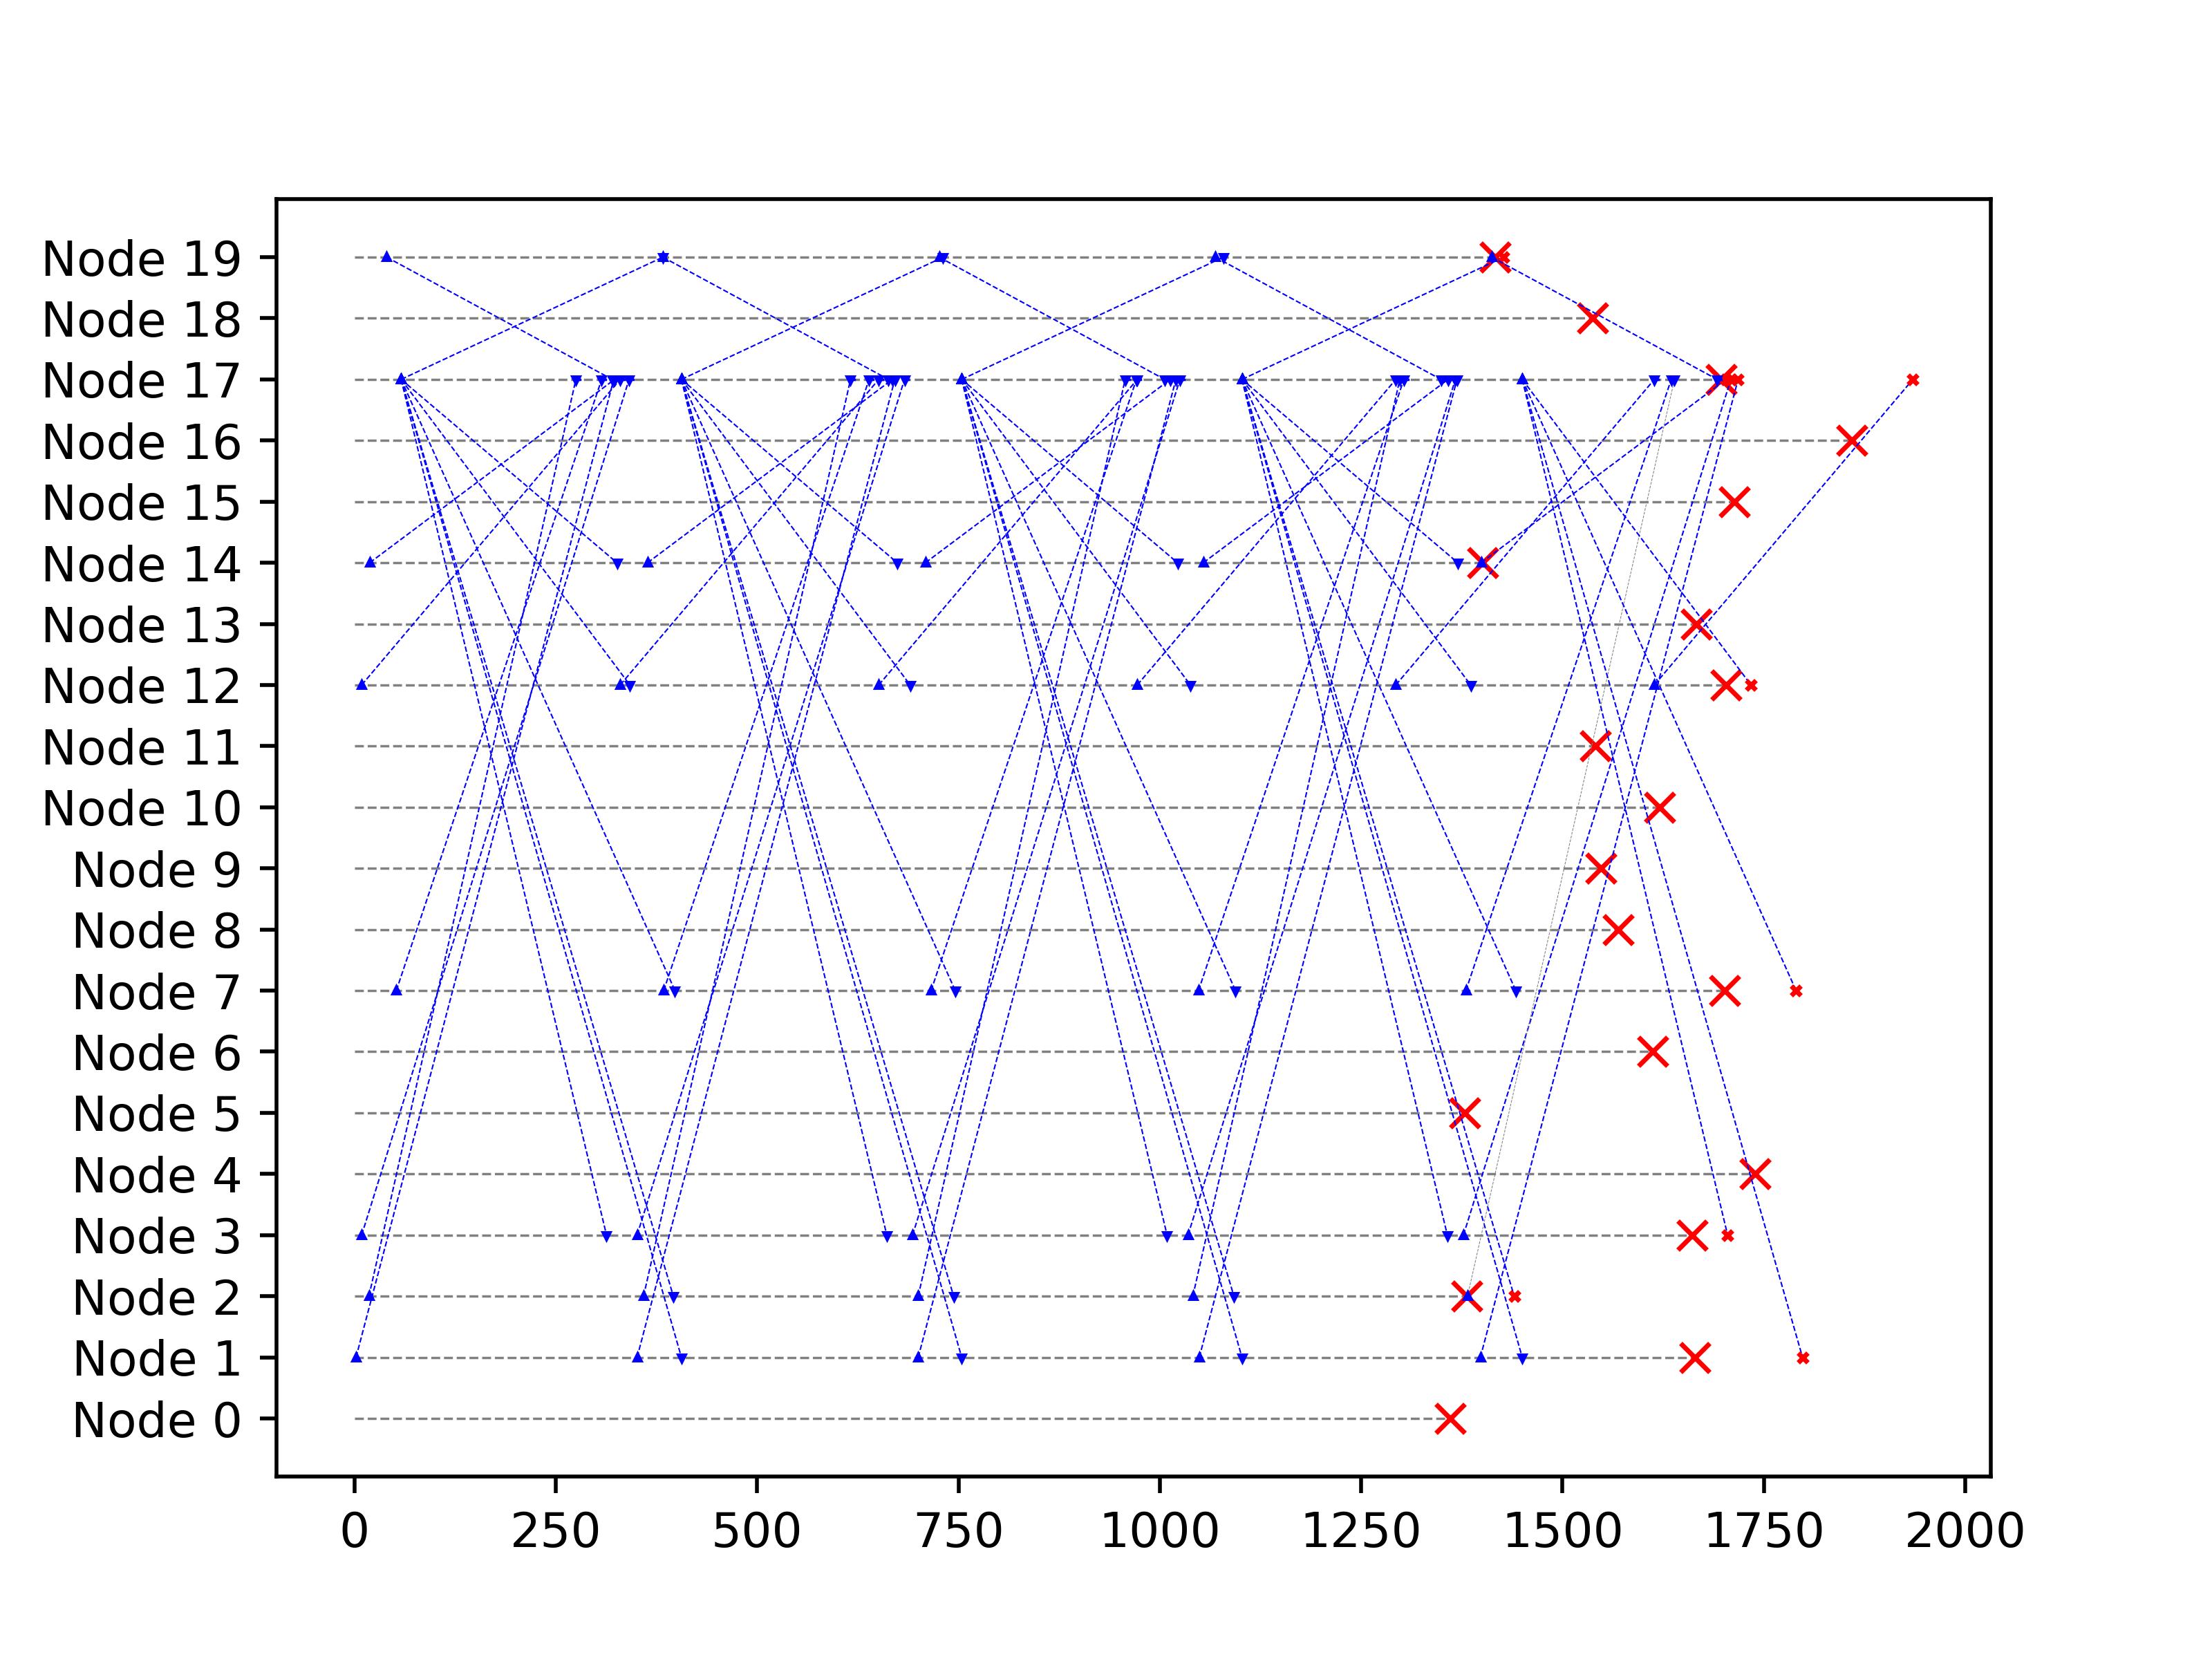 Node 19
Node 18
Node 17
Node 16
Node 15
Node 14
Node 13
Node 12
Node 11
Node 10
Node 9
Node 8
Node 7
Node 6
Node 5
Node 4
Node 3
Node 2
Node 1
Node 0
0 250 500 750 1000 1250 1500 1750 2000